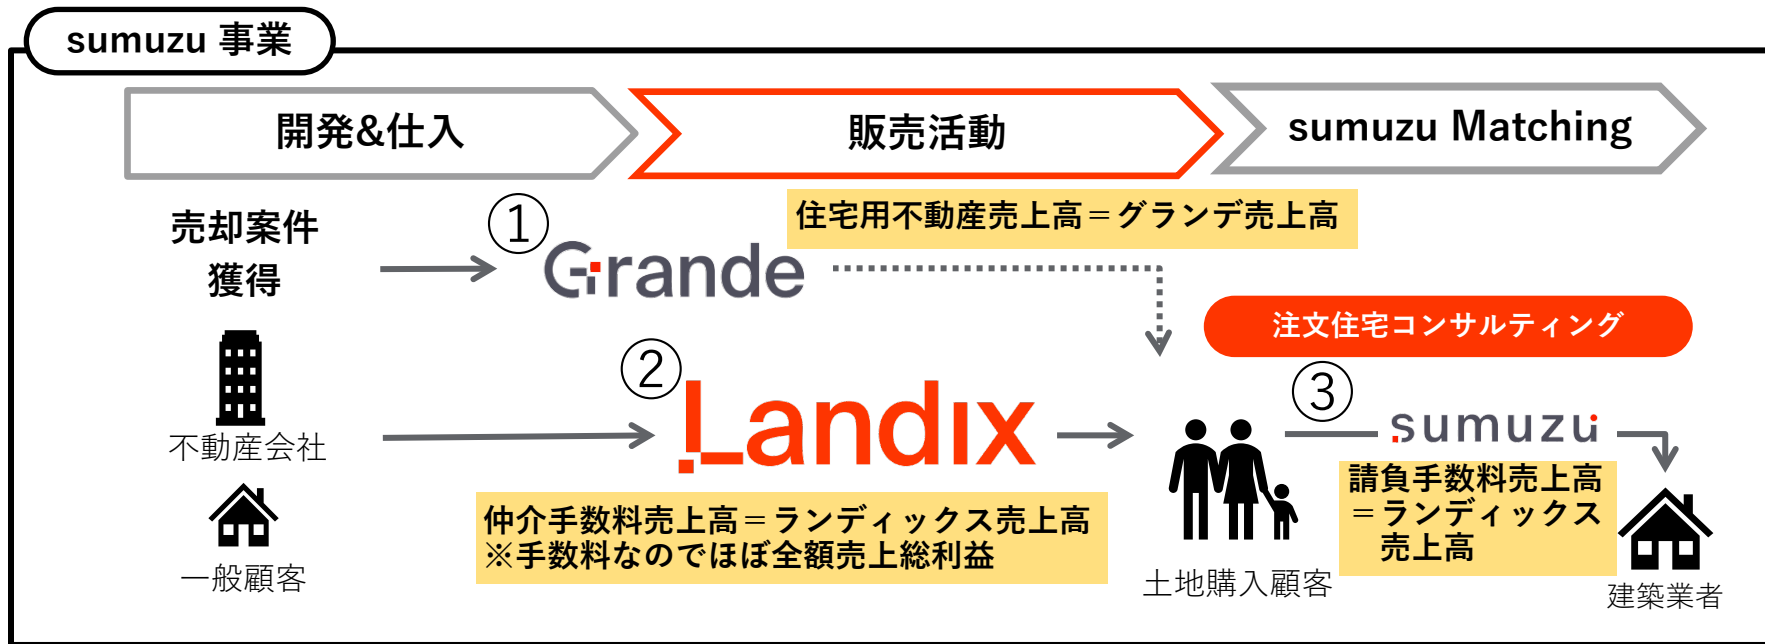 sumuzu 事業
開発&仕入
販売活動
sumuzu Matching
売却案件
獲得
①
Grande
住宅用不動産売上高＝グランデ売上高
注文住宅コンサルティング
不動産会社
②
Landix
③
sumuzu
仲介手数料売上高＝ランディックス売上高
※手数料なのでほぼ全額売上総利益
請負手数料売上高
＝ランディックス
売上高
一般顧客
土地購入顧客
建築業者